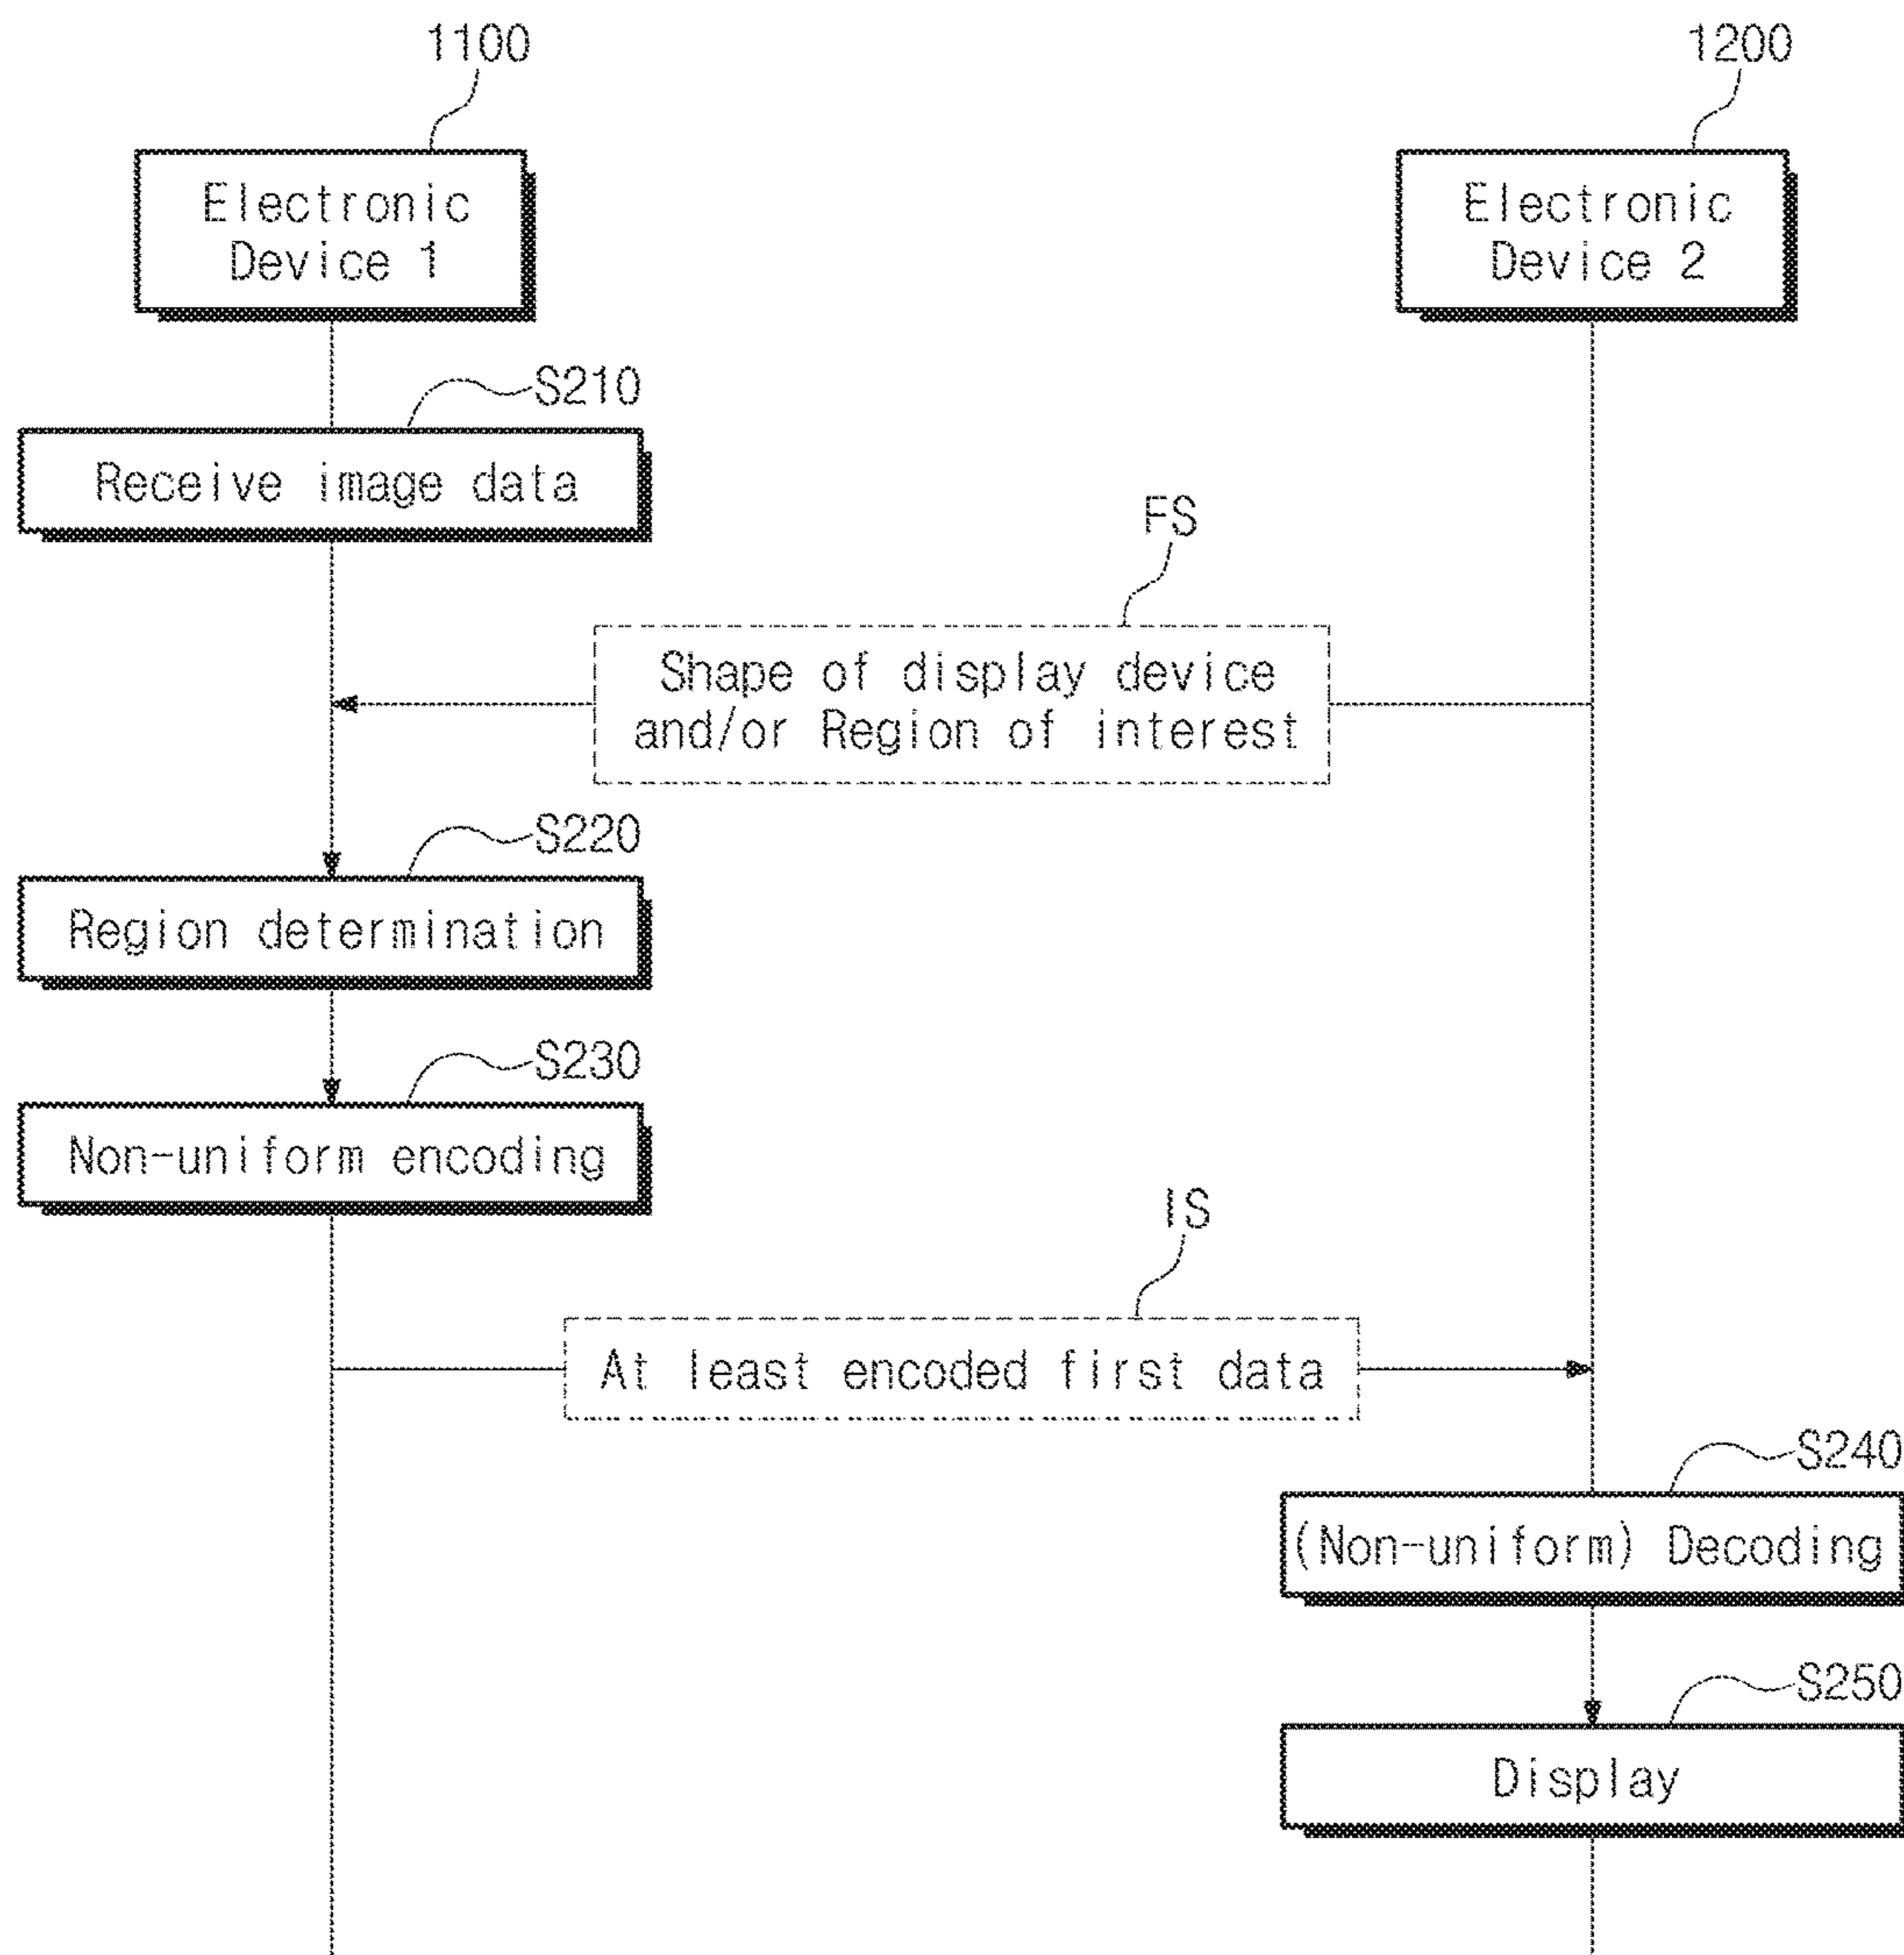 1100
1200
Electronic
Device 1
Electronic
Device 2
S210
Receive image data
FS
Shape of display device
and/or Region of interest
S220
Region determination
S230
Non-uniform encoding
IS
At least encoded first data
S240
(Non-uniform) Decoding
S250
Display